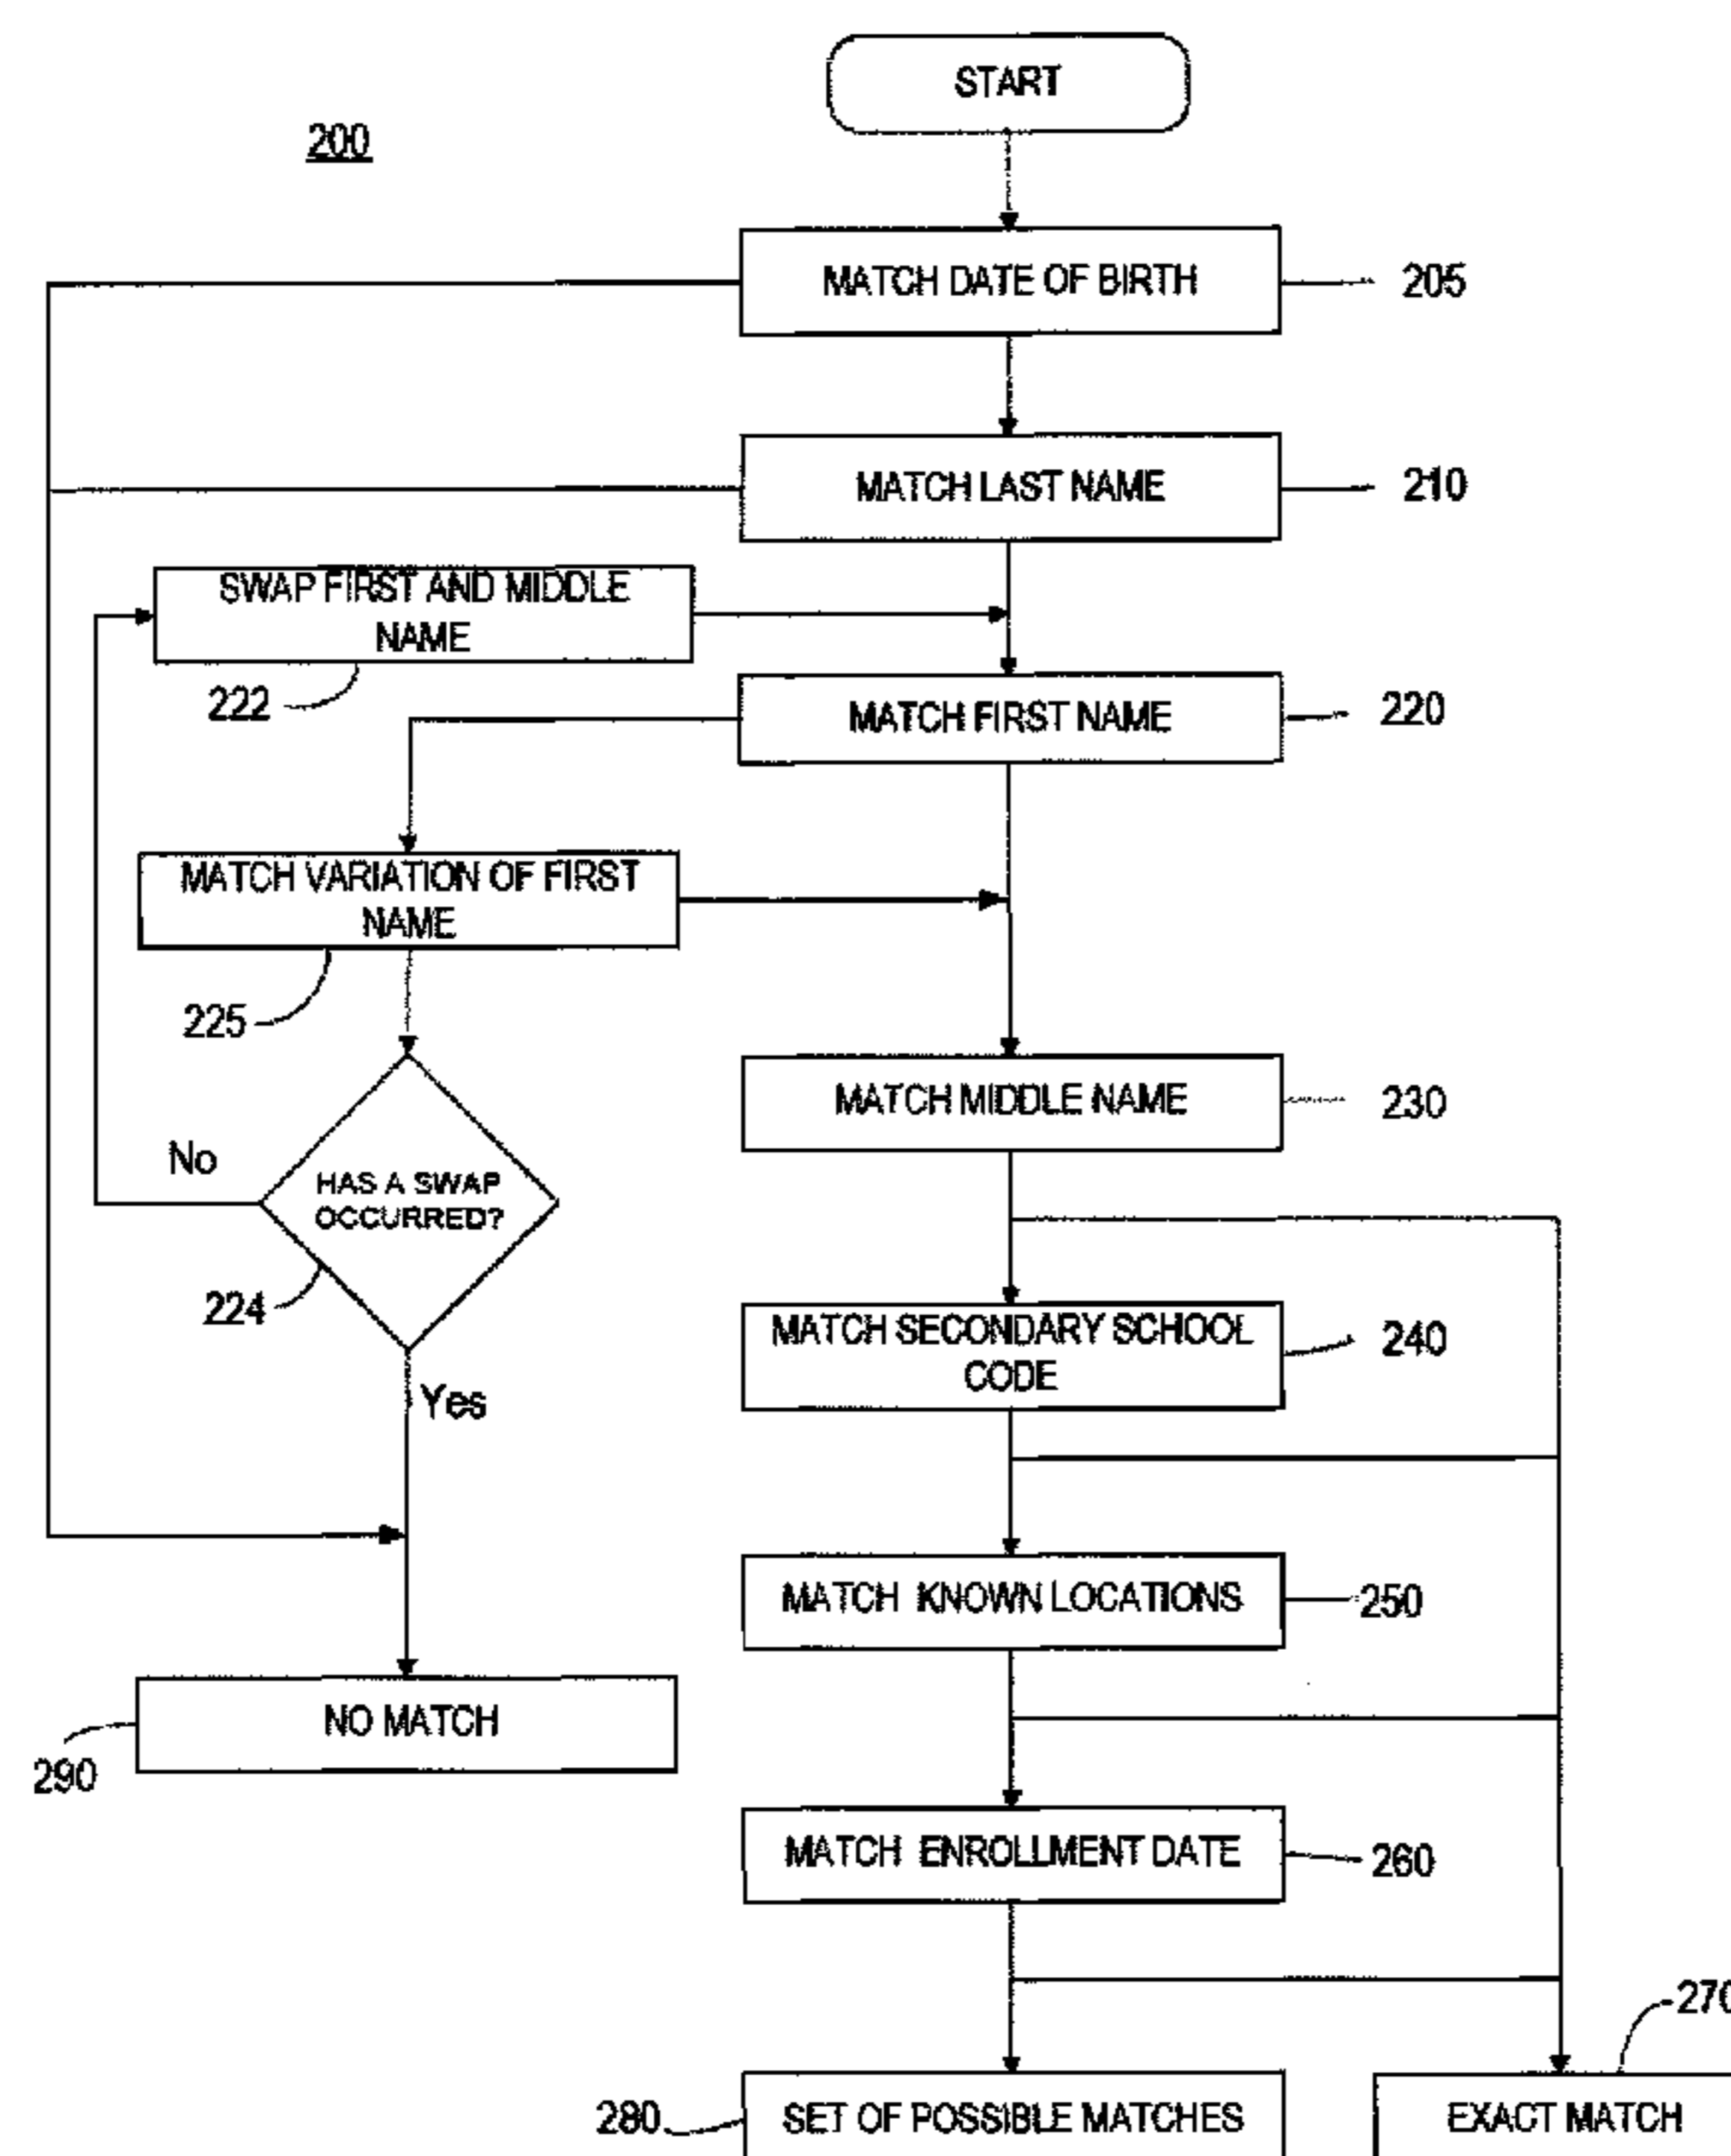 START
200
MATCH DATE OF BIRTH
205
MATCH LAST NAME
210
SWAP FIRST AND MIDDLE
NAME
222
MATCH FIRST NAME
220
MATCH VARIATION OF FIRST
NAME
225
MATCH MIDDLE NAME
230
No
HAS A SWAP
OCCURRED?
224
Yes
MATCH SECONDARY SCHOOL
CODE
240
MATCH KNOWN LOCATIONS
250
NO MATCH
290
MATCH ENROLLMENT DATE
260
270
280
SET OF POSSIBLE MATCHES
EXACT MATCH